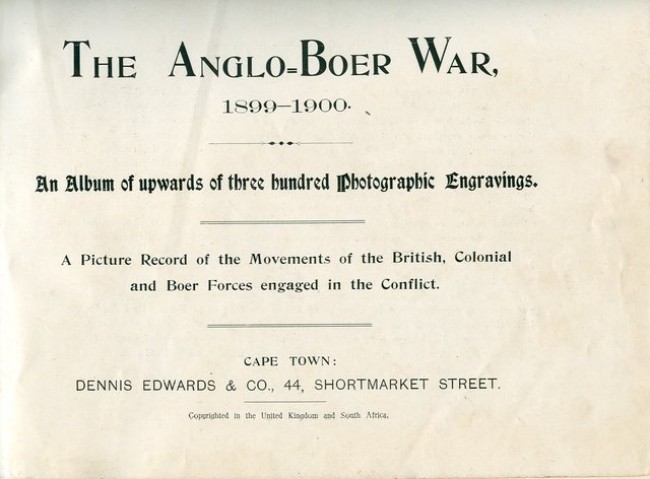 THE ANGLO=BOER WAR,
1899–1900.
An Album of upwards of three hundred Photographic Engravings.
A Picture Record of the Movements of the British, Colonial
and Boer Forces engaged in the Conflict.
CAPE TOWN:
DENNIS EDWARDS & CO., 44, SHORTMARKET STREET.
Copyrighted in the United Kingdom and South Africa.